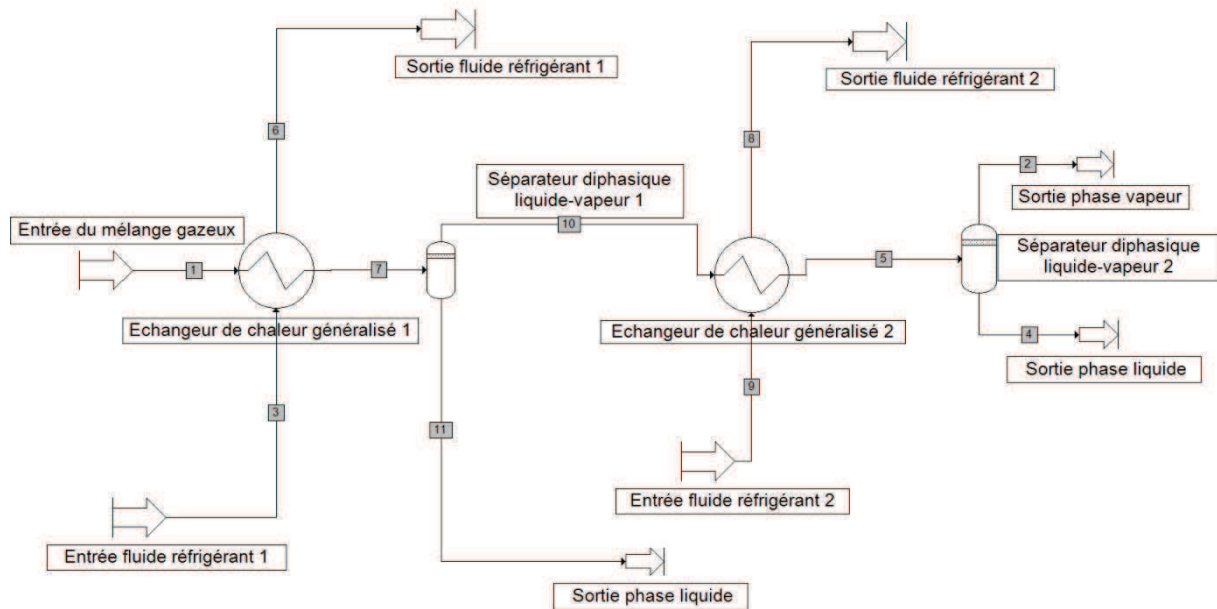 Sortie fluide réfrigérant 1
Sortie fluide réfrigérant 2
6
8
Séparateur diphasique
liquide-vapeur 1
2
Sortie phase vapeur
Entrée du mélange gazeux
10
1
7
5
Séparateur diphasique
liquide-vapeur 2
Echangeur de chaleur généralisé 1
Echangeur de chaleur généralisé 2
4
Sortie phase liquide
9
3
11
Entrée fluide réfrigérant 2
Entrée fluide réfrigérant 1
Sortie phase liquide